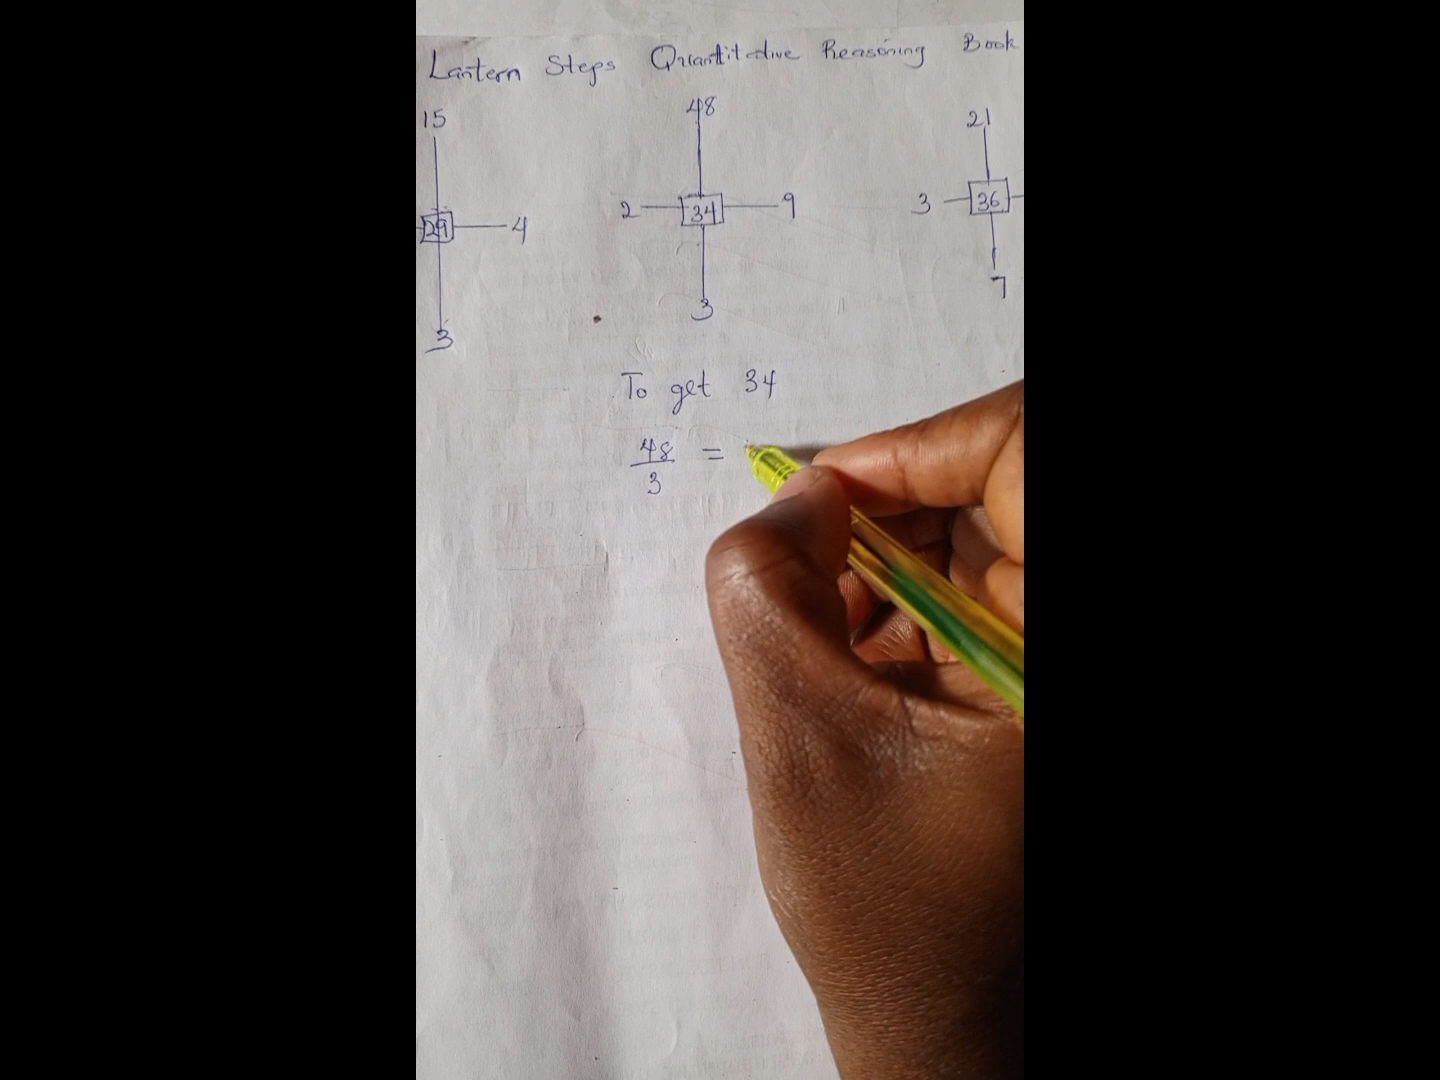 Lantern Steps Quantitative Reasoning Book
15 48 21
29 4 2 34 9 3 36
3 3 7
To get 34
48/3 =